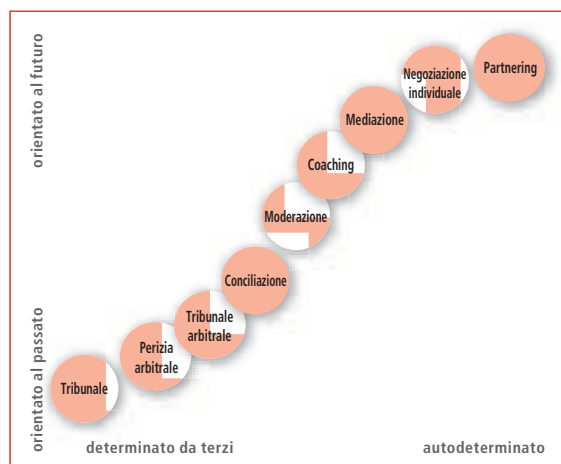 orientato al futuro
Partnering
Negoziazione
individuale
Mediazione
Coaching
Moderazione
Conciliazione
Tribunale
arbitrale
Perizia
arbitrale
Tribunale
orientato al passato
determinato da terzi
autodeterminato